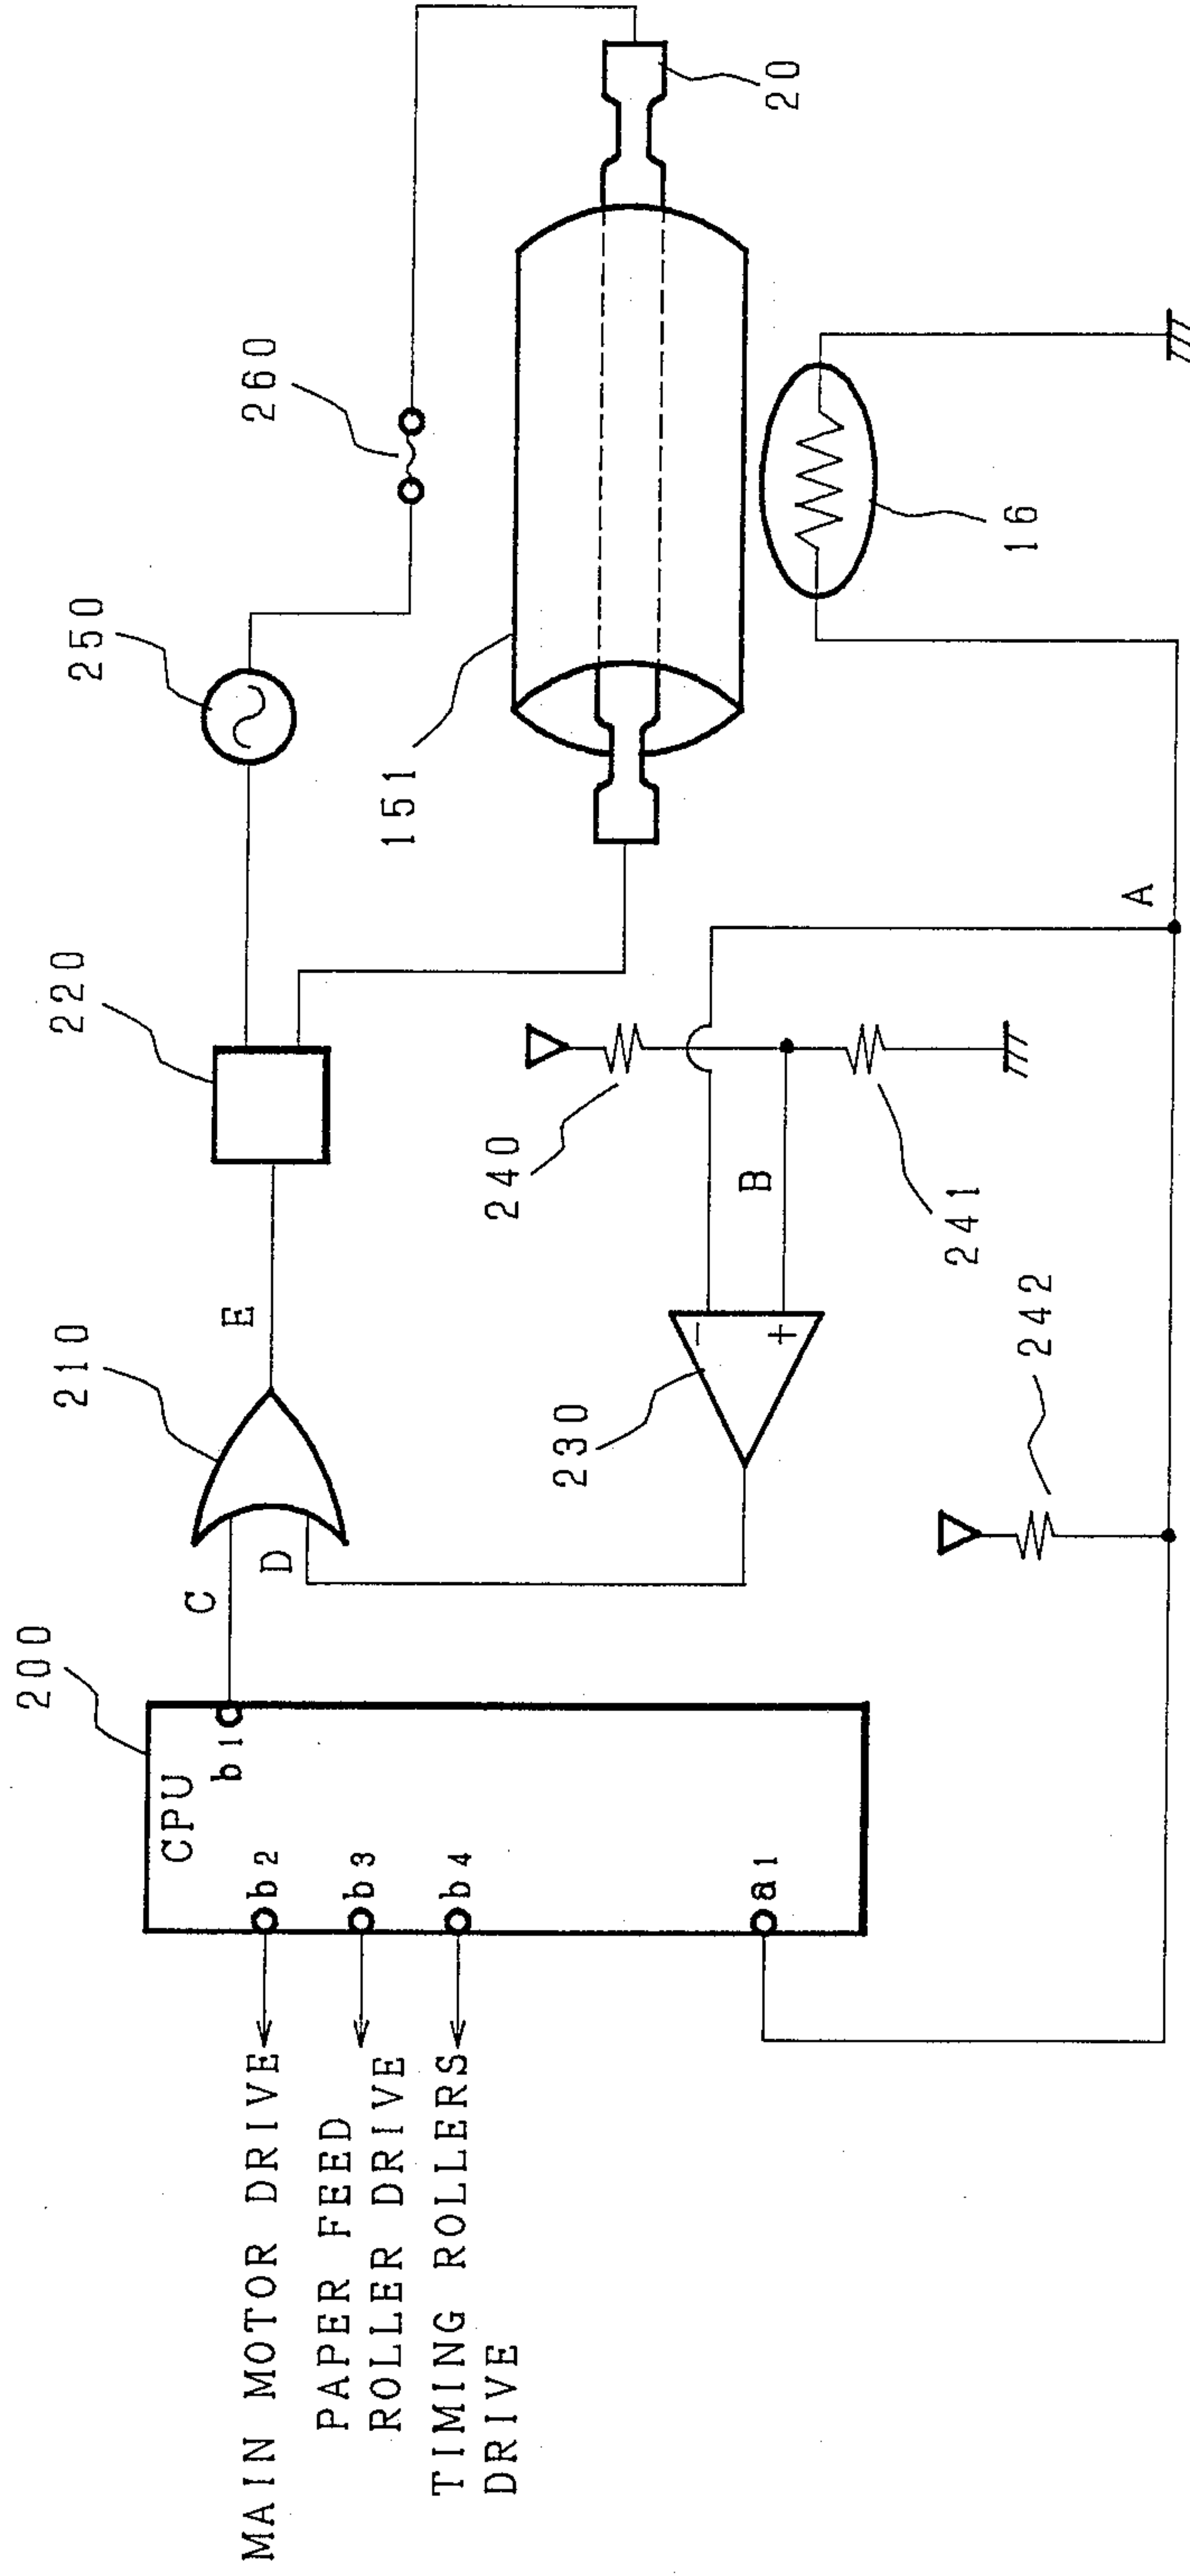 200
CPU
b1
b2
b3
b4
a1
MAIN MOTOR DRIVE
PAPER FEED
ROLLER DRIVE
TIMING ROLLERS
DRIVE
C
D
210
E
220
250
260
20
151
16
230
-
+
B
240
241
242
A